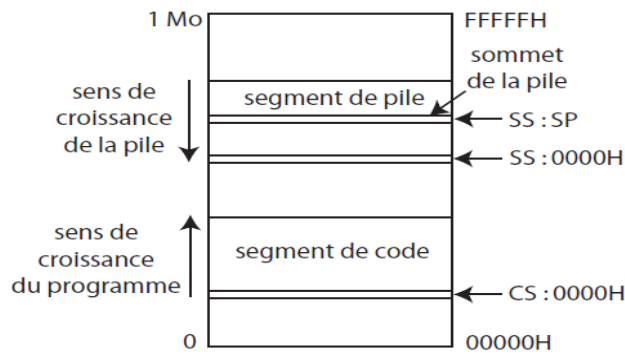 1 Mo
FFFFFH
sommet
de la pile
sens de
croissance
de la pile
segment de pile
SS : SP
SS : 0000H
sens de
croissance
du programme
segment de code
CS : 0000H
0
00000H